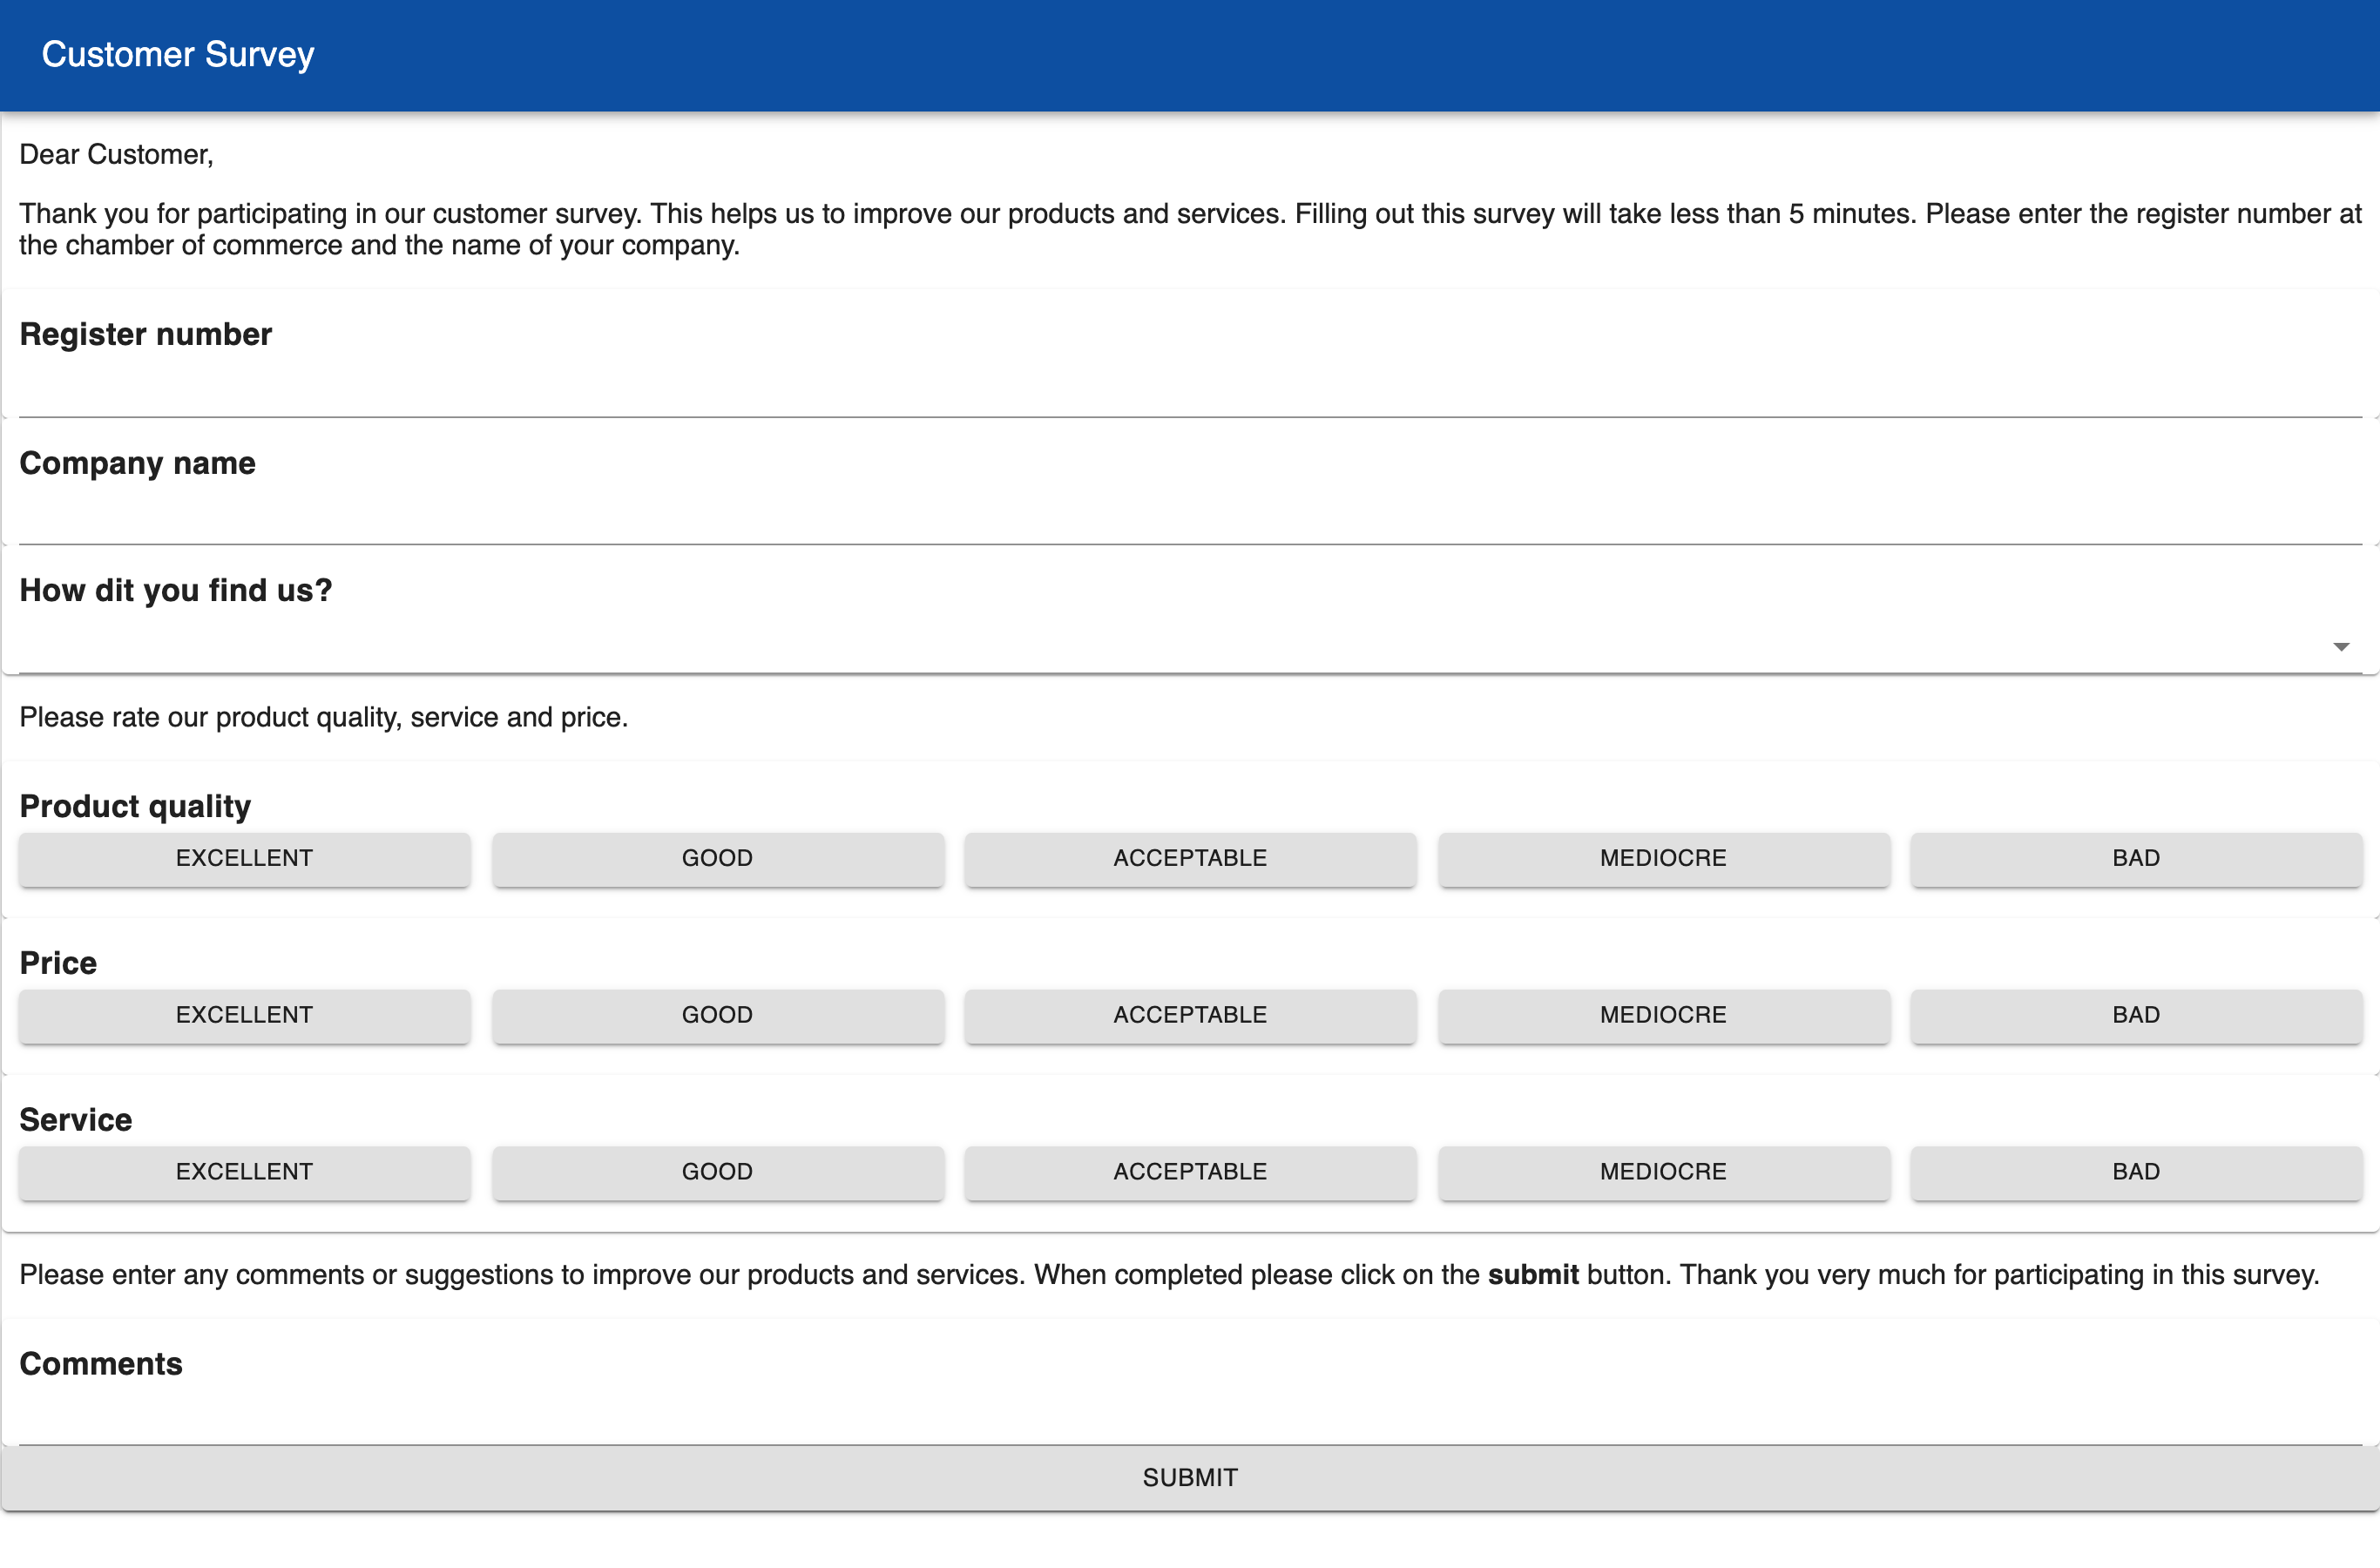 Customer Survey
Dear Customer,
Thank you for participating in our customer survey. This helps us to improve our products and services. Filling out this survey will take less than 5 minutes. Please enter the register number at
the chamber of commerce and the name of your company.
Register number
Company name
How dit you find us?
Please rate our product quality, service and price.
Product quality
EXCELLENT GOOD ACCEPTABLE MEDIOCRE BAD
Price
EXCELLENT GOOD ACCEPTABLE MEDIOCRE BAD
Service
EXCELLENT GOOD ACCEPTABLE MEDIOCRE BAD
Please enter any comments or suggestions to improve our products and services. When completed please click on the submit button. Thank you very much for participating in this survey.
Comments
SUBMIT